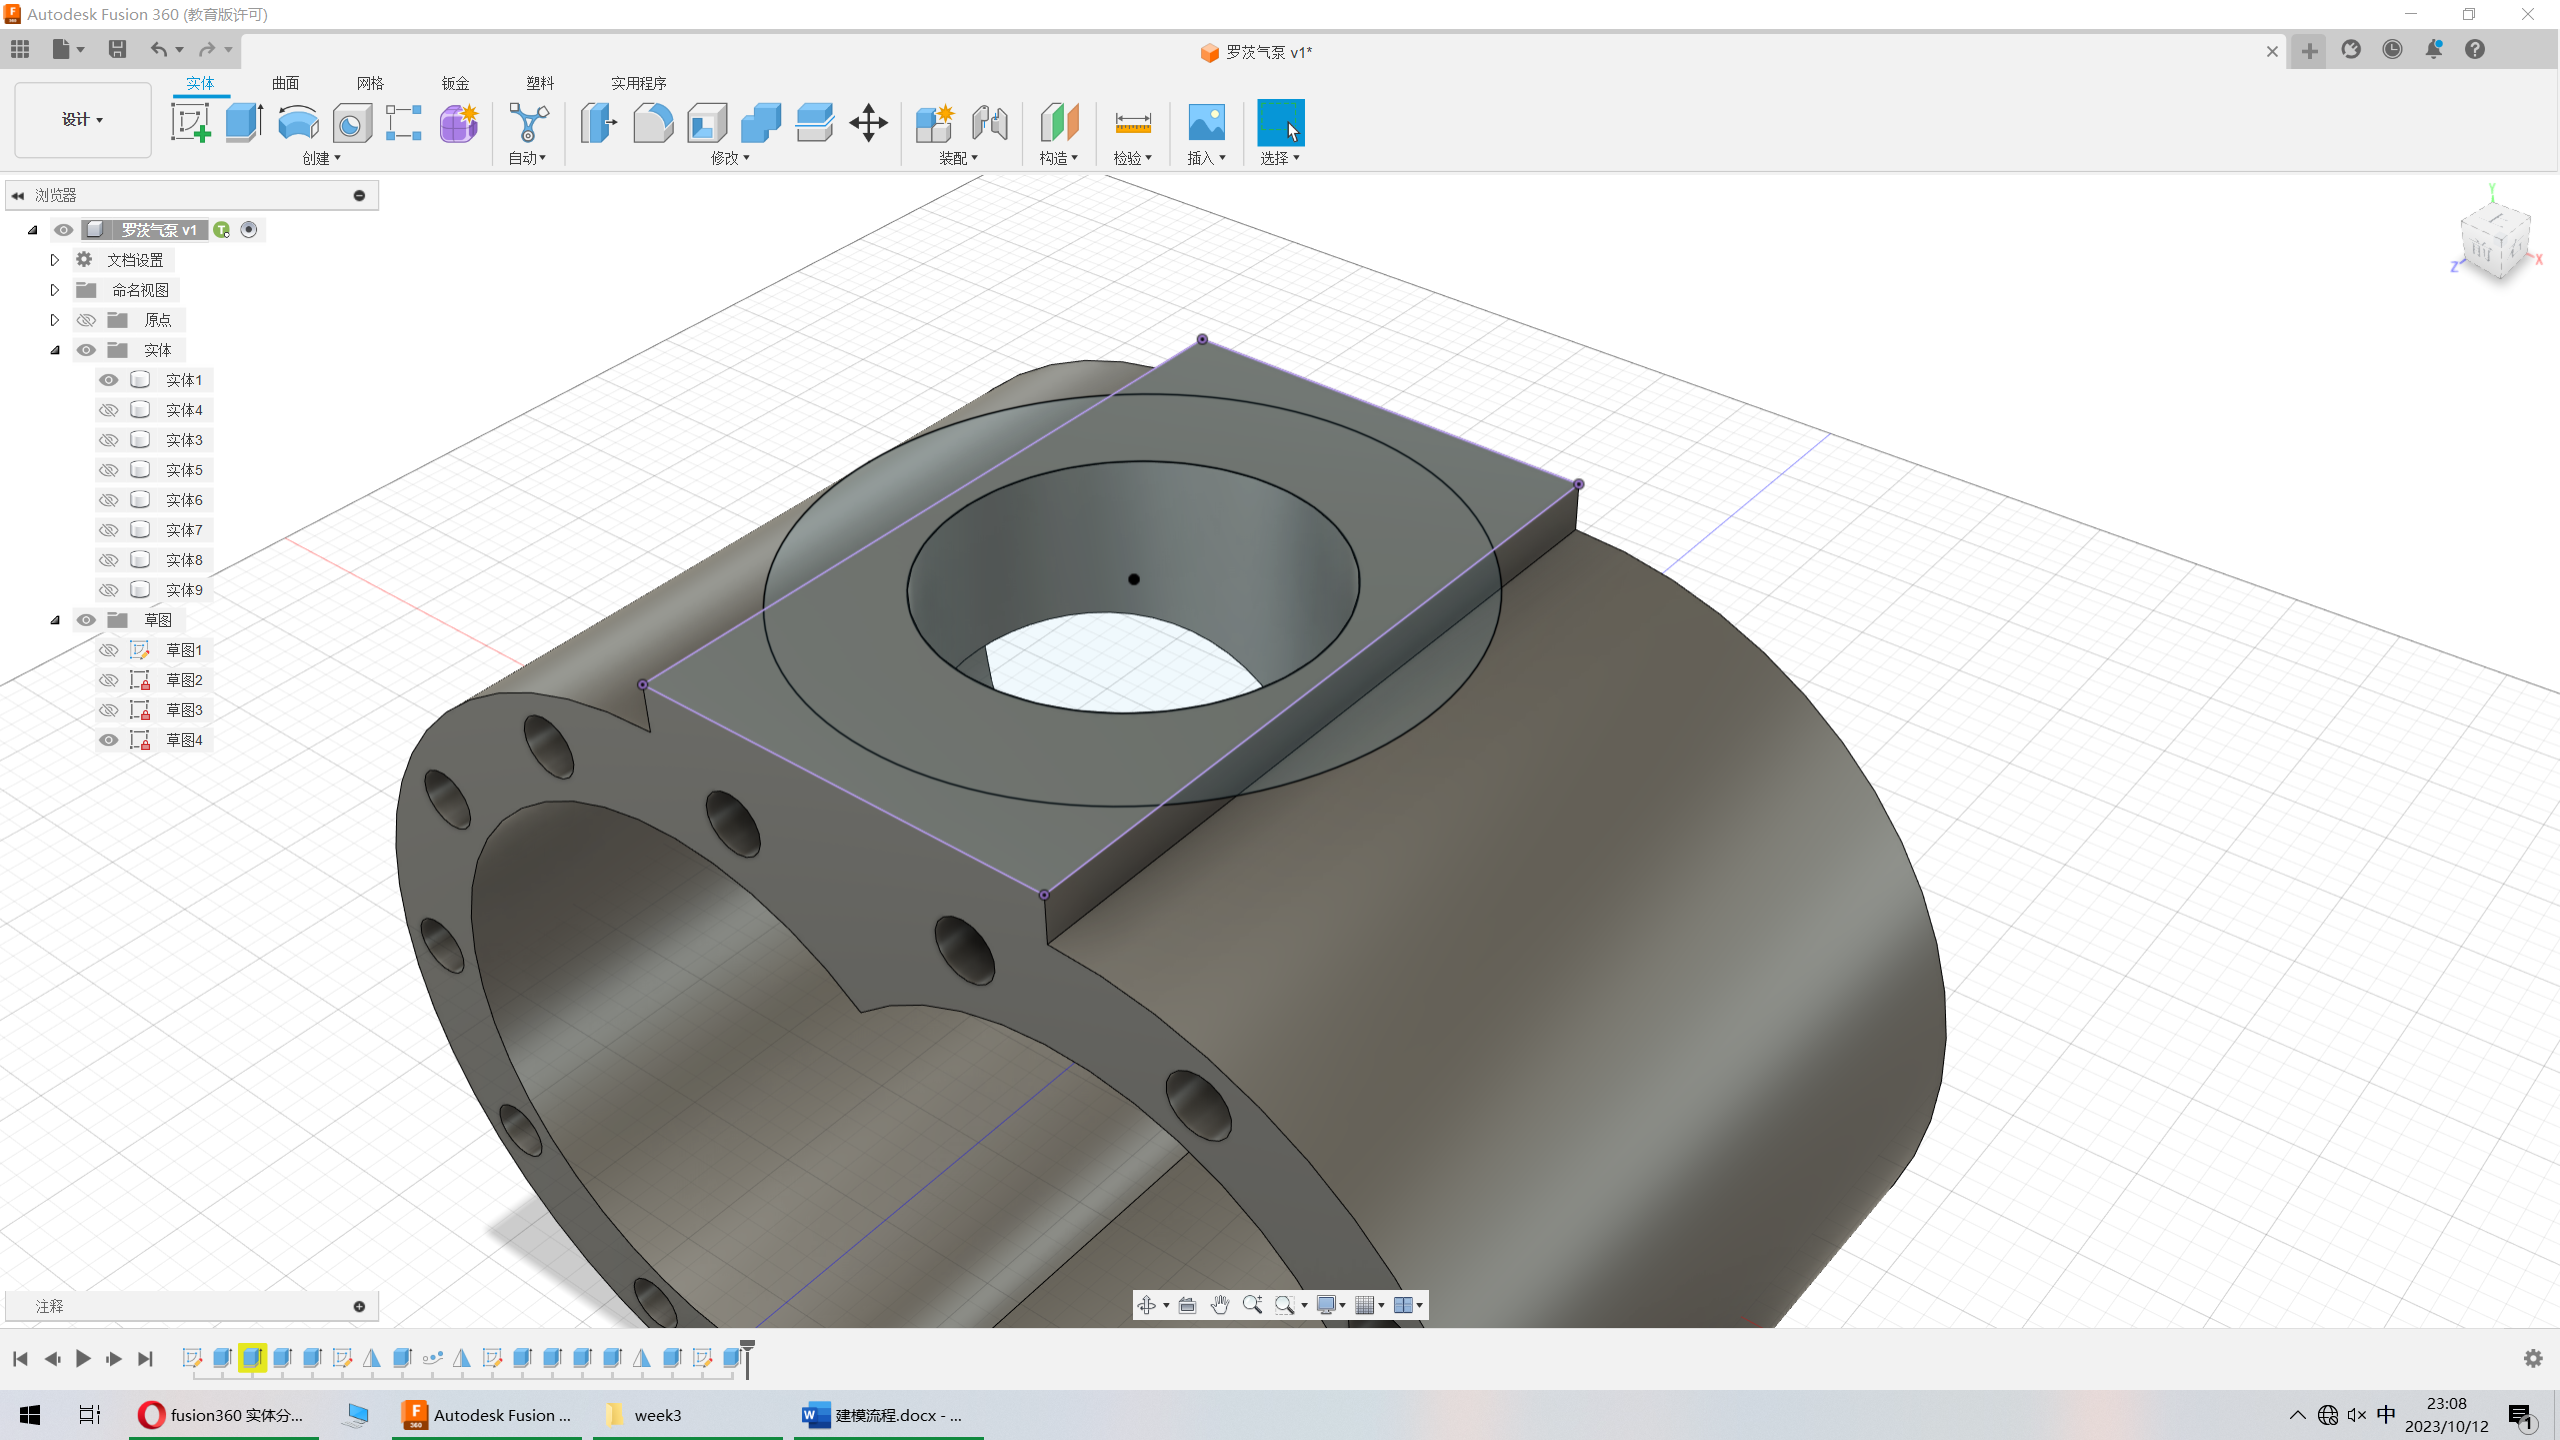 Autodesk Fusion 360 (教育版许可)
罗茨气泵 v1*
实体 曲面 网格 钣金 塑料 实用程序
设计
创建 自动 修改 装配 构造 检验 插入 选择
浏览器
罗茨气泵 v1
文档设置
命名视图
原点
实体
实体1
实体4
实体3
实体5
实体6
实体7
实体8
实体9
草图
草图1
草图2
草图3
草图4
Y
Z
X
注释
fusion360 实体分...
Autodesk Fusion ...
week3
建模流程.docx - ...
中
23:08
2023/10/12
1